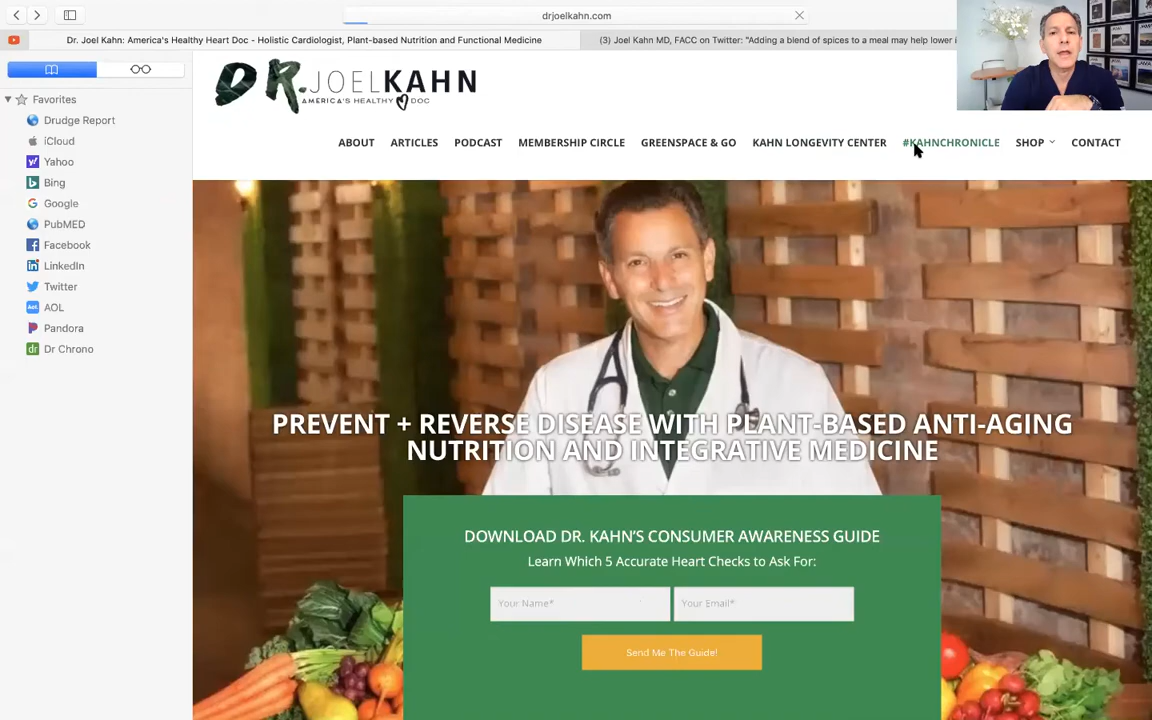 drjoelkahn.com
Dr. Joel Kahn: America's Healthy Heart Doc - Holistic Cardiologist, Plant-based Nutrition and Functional Medicine
(3) Joel Kahn MD, FACC on Twitter: "Adding a blend of spices to a meal may help lower i
Favorites
Drudge Report
iCloud
Yahoo
Bing
Google
PubMED
Facebook
LinkedIn
Twitter
AOL
Pandora
Dr Chrono
DR. JOEL KAHN
AMERICA'S HEALTHY DOC
ABOUT ARTICLES PODCAST MEMBERSHIP CIRCLE GREENSPACE & GO KAHN LONGEVITY CENTER #KAHNCHRONICLE SHOP CONTACT
PREVENT + REVERSE DISEASE WITH PLANT-BASED ANTI-AGING
NUTRITION AND INTEGRATIVE MEDICINE
DOWNLOAD DR. KAHN'S CONSUMER AWARENESS GUIDE
Learn Which 5 Accurate Heart Checks to Ask For:
Your Name* Your Email*
Send Me The Guide!